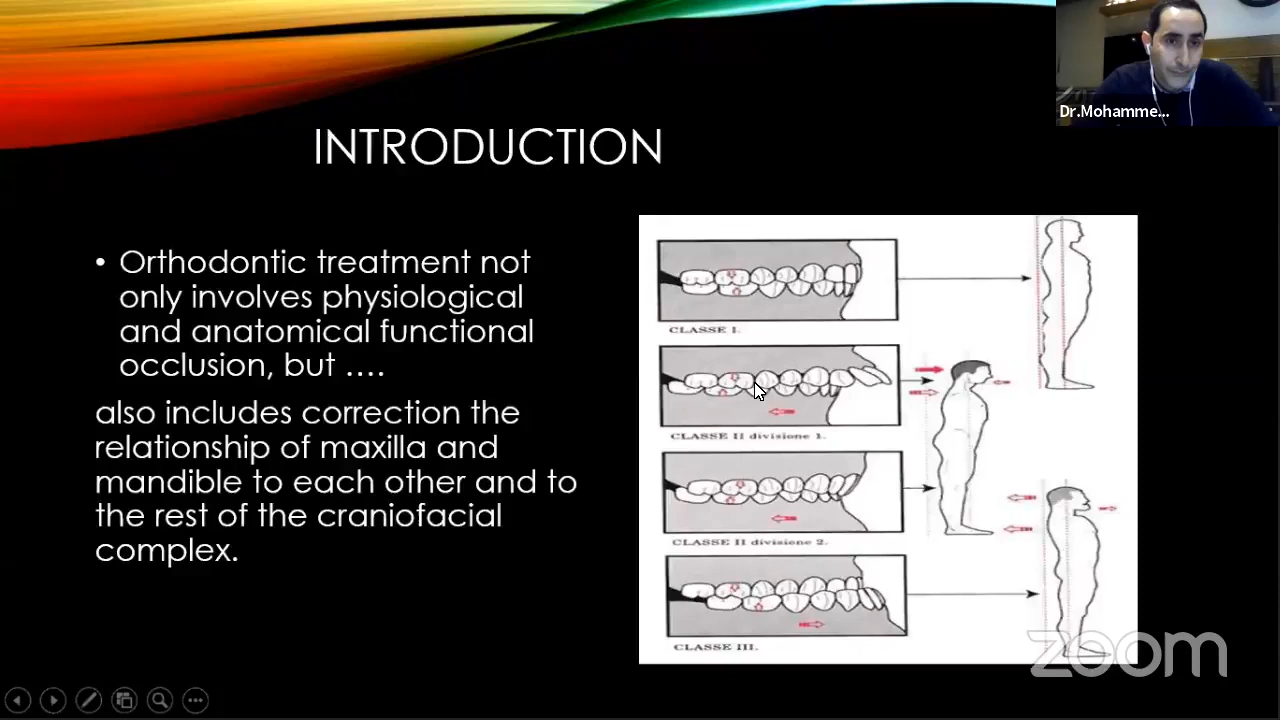 Dr.Mohamme...
INTRODUCTION
• Orthodontic treatment not
only involves physiological
and anatomical functional
occlusion, but ....
also includes correction the
relationship of maxilla and
mandible to each other and to
the rest of the craniofacial
complex.
CLASSE I.
CLASSE II divisione 1.
CLASSE II divisione 2.
CLASSE III.
zoom